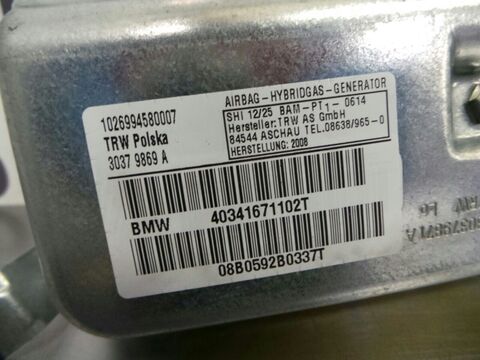 1026994580007
TRW Polska
3037 9869 A
AIRBAG-HYBRIDGAS-GENERATOR
SHI 12/25 BAM-PT1-0614
Hersteller:TRW AS GmbH
84544 ASCHAU TEL.08638/965-0
HERSTELLUNG: 2008
BMW 40341671102T
08B0592B0337T